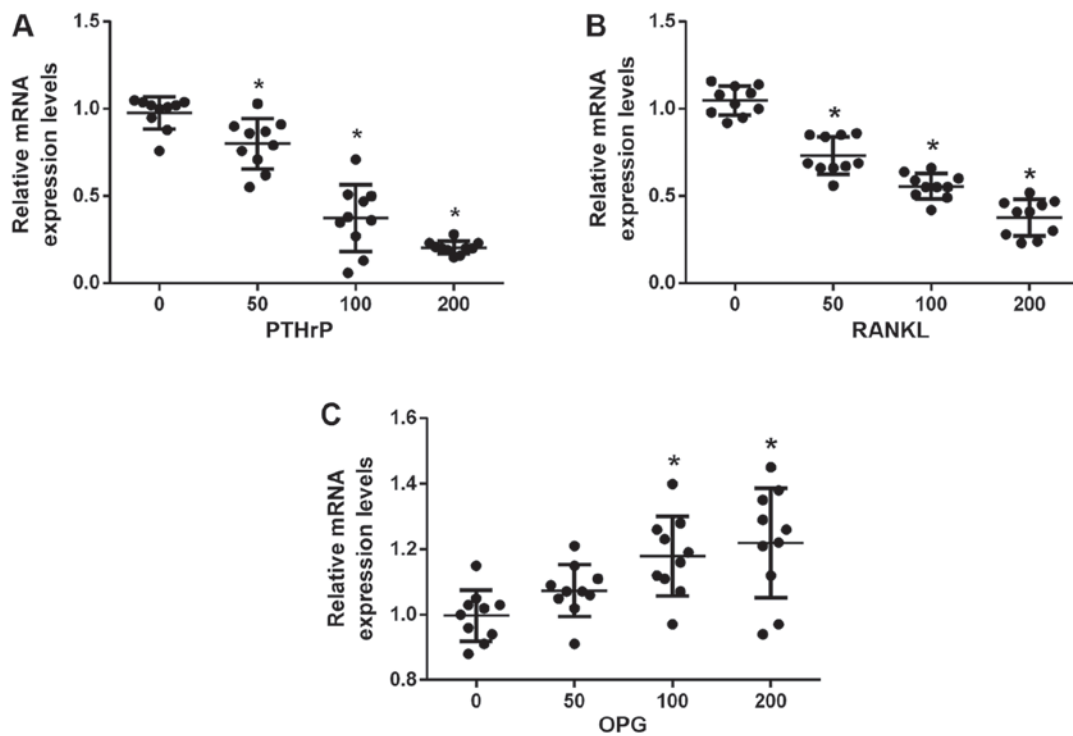 A
Relative mRNA
expression levels
1.5
1.0
0.5
0.0
*
*
*
0 50 100 200
PTHrP
B
Relative mRNA
expression levels
1.5
1.0
0.5
0.0
*
*
*
0 50 100 200
RANKL
C
Relative mRNA
expression levels
1.6
1.4
1.2
1.0
0.8
*
*
0 50 100 200
OPG